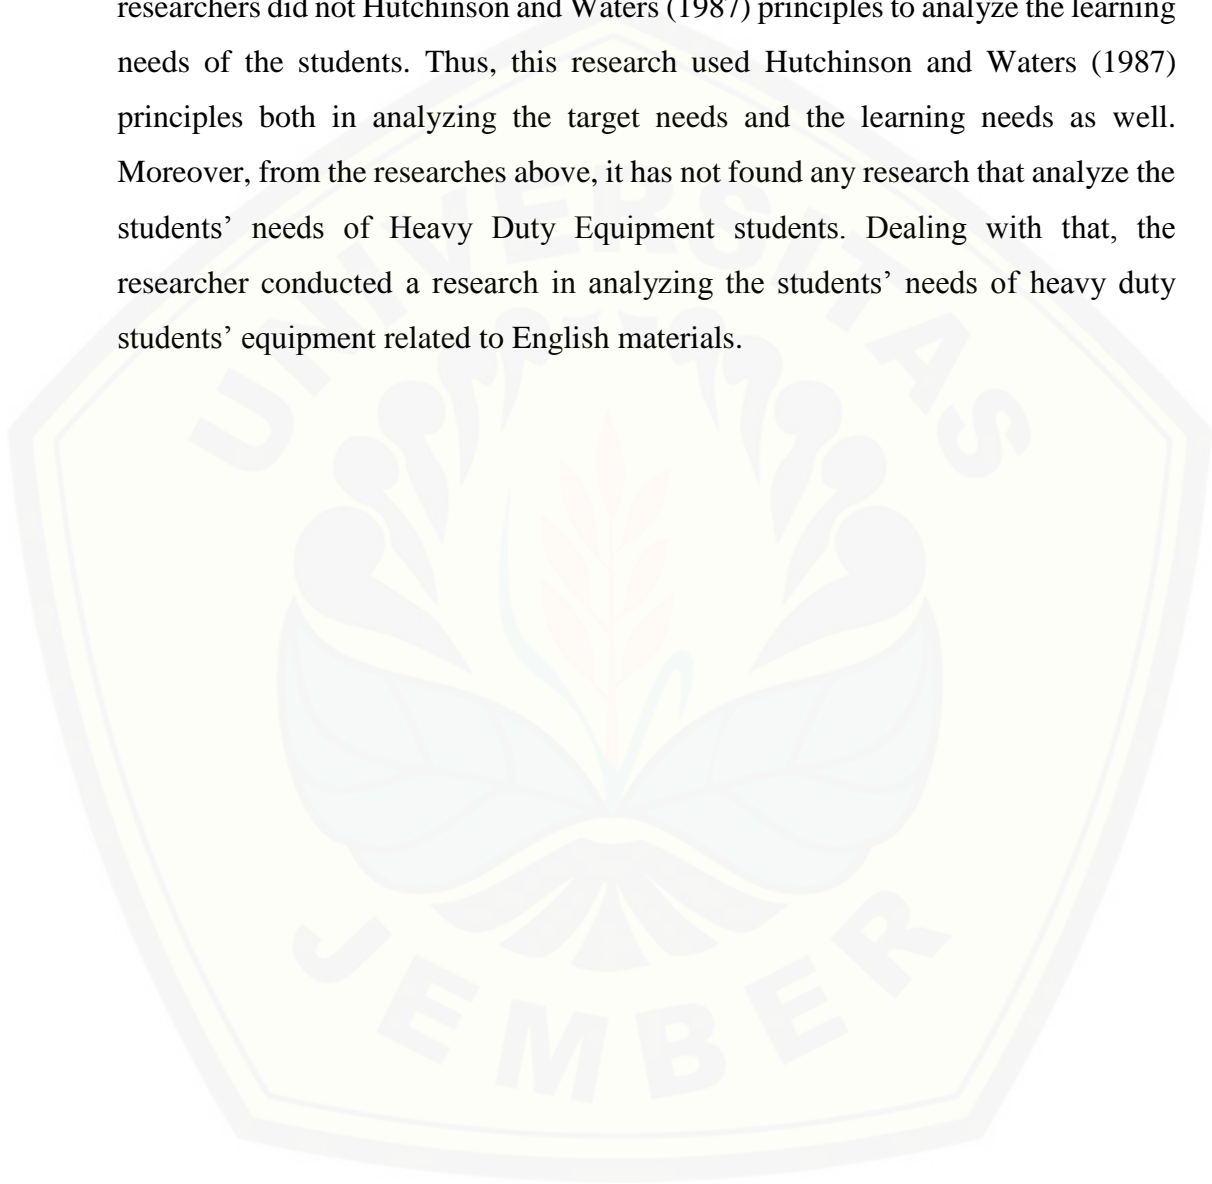 researchers did not Hutchinson and Waters (1987) principles to analyze the learning
needs of the students. Thus, this research used Hutchinson and Waters (1987)
principles both in analyzing the target needs and the learning needs as well.
Moreover, from the researches above, it has not found any research that analyze the
students’ needs of Heavy Duty Equipment students. Dealing with that, the
researcher conducted a research in analyzing the students’ needs of heavy duty
students’ equipment related to English materials.
UNIVERSITAS
JEMBER